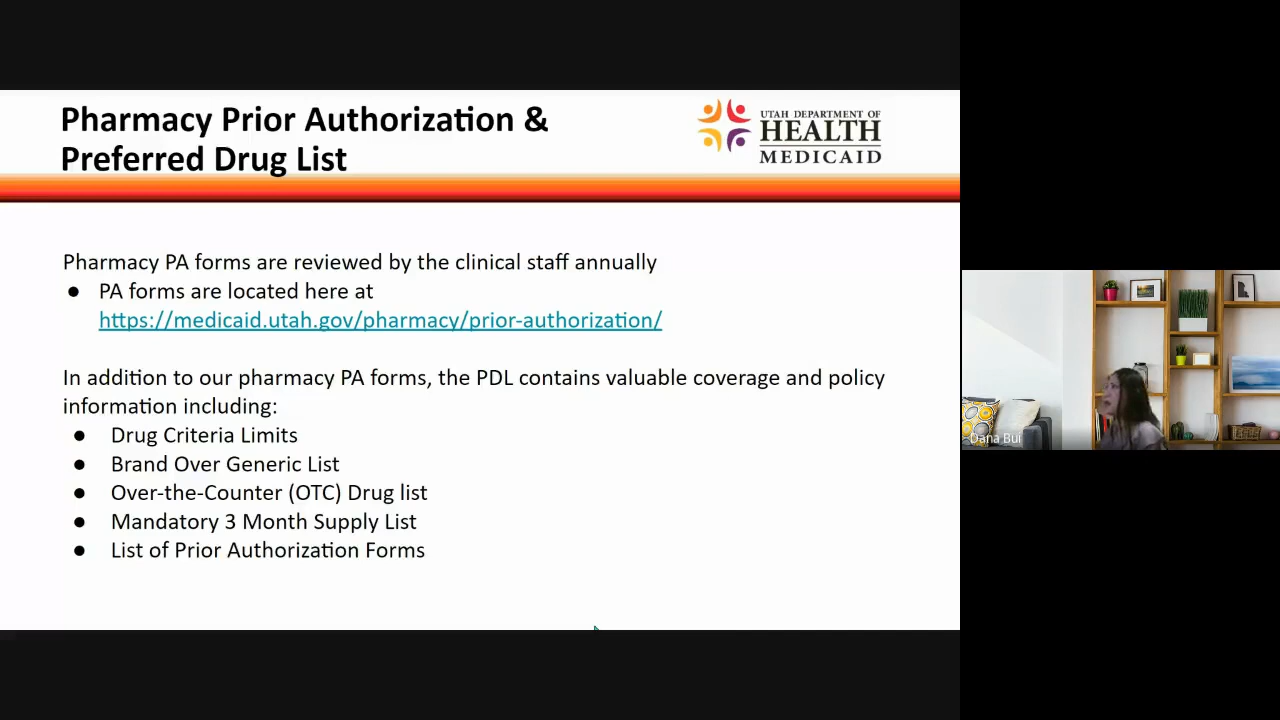 Pharmacy Prior Authorization &
Preferred Drug List
UTAH DEPARTMENT OF
HEALTH
MEDICAID
Pharmacy PA forms are reviewed by the clinical staff annually
● PA forms are located here at
https://medicaid.utah.gov/pharmacy/prior-authorization/
In addition to our pharmacy PA forms, the PDL contains valuable coverage and policy
information including:
● Drug Criteria Limits
● Brand Over Generic List
● Over-the-Counter (OTC) Drug list
● Mandatory 3 Month Supply List
● List of Prior Authorization Forms
Dana Bui